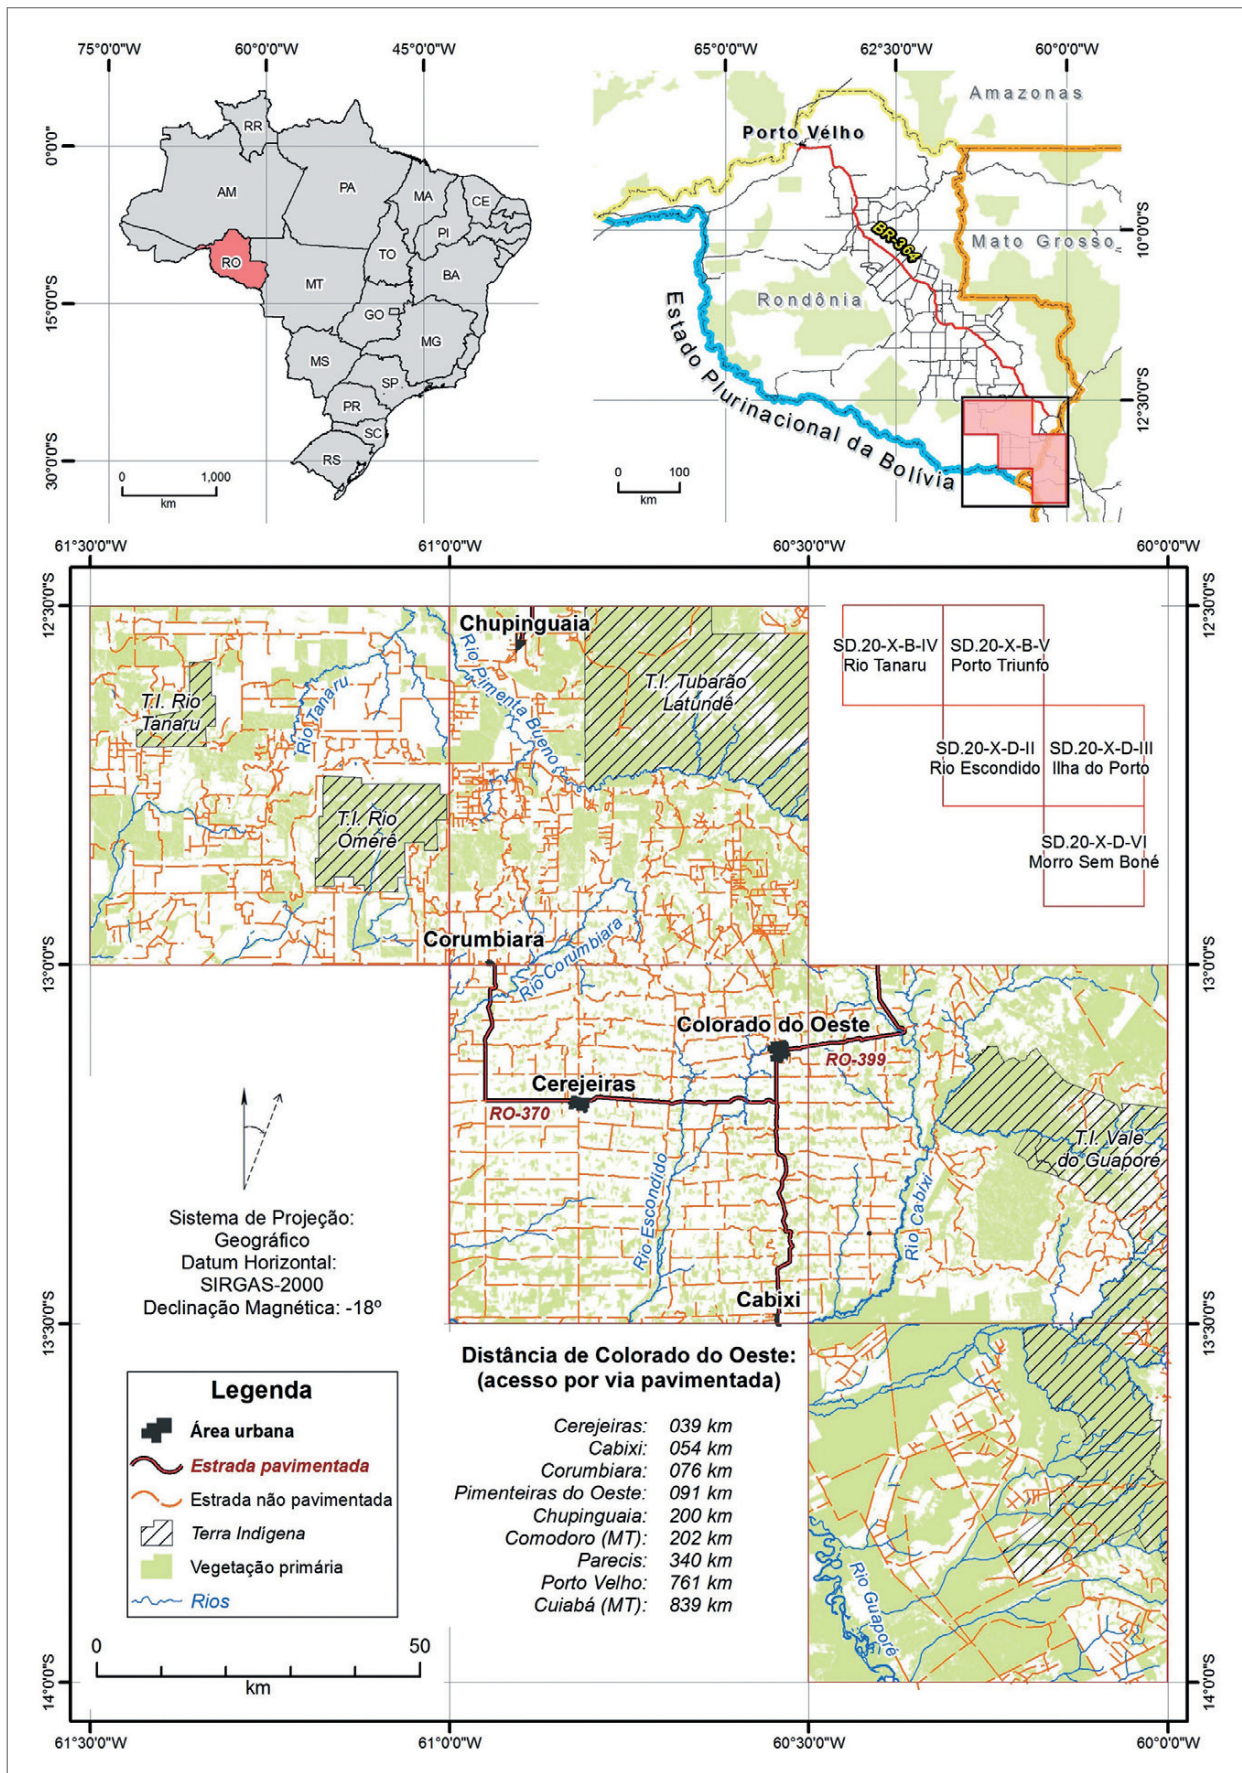 75°0'0"W
60°0'0"W
45°0'0"W
0°0'0"
15°0'0"S
30°0'0"S
RR
AM
PA
MA
CE
PI
RO
TO
MT
BA
GO
MG
MS
SP
PR
SC
RS
0 1,000
km
65°0'0"W
62°30'0"W
60°0'0"W
Amazonas
Porto Velho
10°0'0"S
BR-364
Mato Grosso
Rondônia
Estado Plurinacional da Bolívia
12°30'0"S
0 100
km
61°30'0"W
61°0'0"W
60°30'0"W
60°0'0"W
12°30'0"S
12°30'0"S
Chupinguaia
Rio Pimenta Bueno
T.I. Tubarão
Latundê
T.I. Rio
Tanaru
Rio Tanaru
T.I. Rio
Omerê
SD.20-X-B-IV
Rio Tanaru
SD.20-X-B-V
Porto Triunfo
SD.20-X-D-II
Rio Escondido
SD.20-X-D-III
Ilha do Porto
SD.20-X-D-VI
Morro Sem Boné
Corumbiara
Rio Corumbiara
13°0'0"S
13°0'0"S
Colorado do Oeste
RO-399
Cerejeiras
RO-370
T.I. Vale
do Guaporé
Rio Escondido
Rio Cabixi
Cabixi
Sistema de Projeção:
Geográfico
Datum Horizontal:
SIRGAS-2000
Declinação Magnética: -18º
13°30'0"S
13°30'0"S
Distância de Colorado do Oeste:
(acesso por via pavimentada)
Cerejeiras: 039 km
Cabixi: 054 km
Corumbiara: 076 km
Pimenteiras do Oeste: 091 km
Chupinguaia: 200 km
Comodoro (MT): 202 km
Parecis: 340 km
Porto Velho: 761 km
Cuiabá (MT): 839 km
Legenda
Área urbana
Estrada pavimentada
Estrada não pavimentada
Terra Indígena
Vegetação primária
Rios
Rio Guaporé
0 50
km
14°0'0"S
14°0'0"S
61°30'0"W
61°0'0"W
60°30'0"W
60°0'0"W